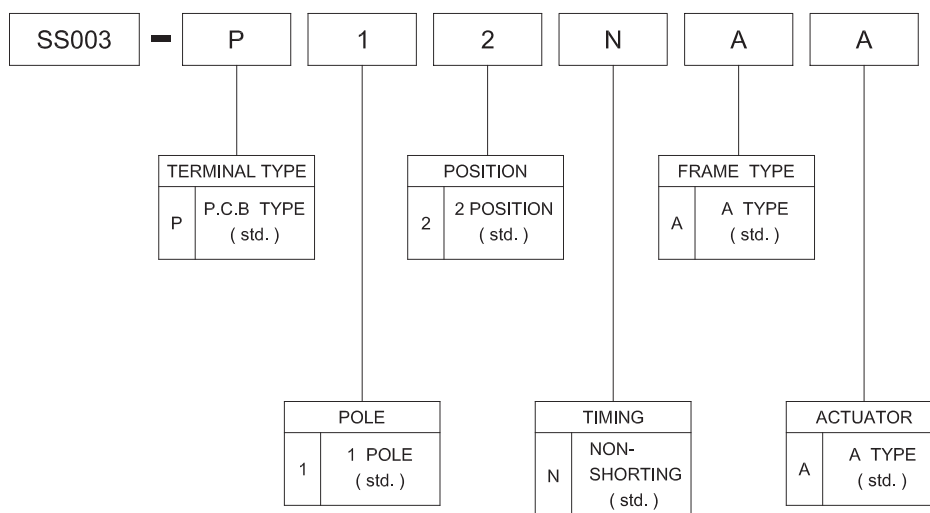 SS003 - P 1 2 N A A
TERMINAL TYPE
P P.C.B TYPE
( std. )
POSITION
2 2 POSITION
( std. )
FRAME TYPE
A A TYPE
( std. )
POLE
1 1 POLE
( std. )
TIMING
N NON-
SHORTING
( std. )
ACTUATOR
A A TYPE
( std. )